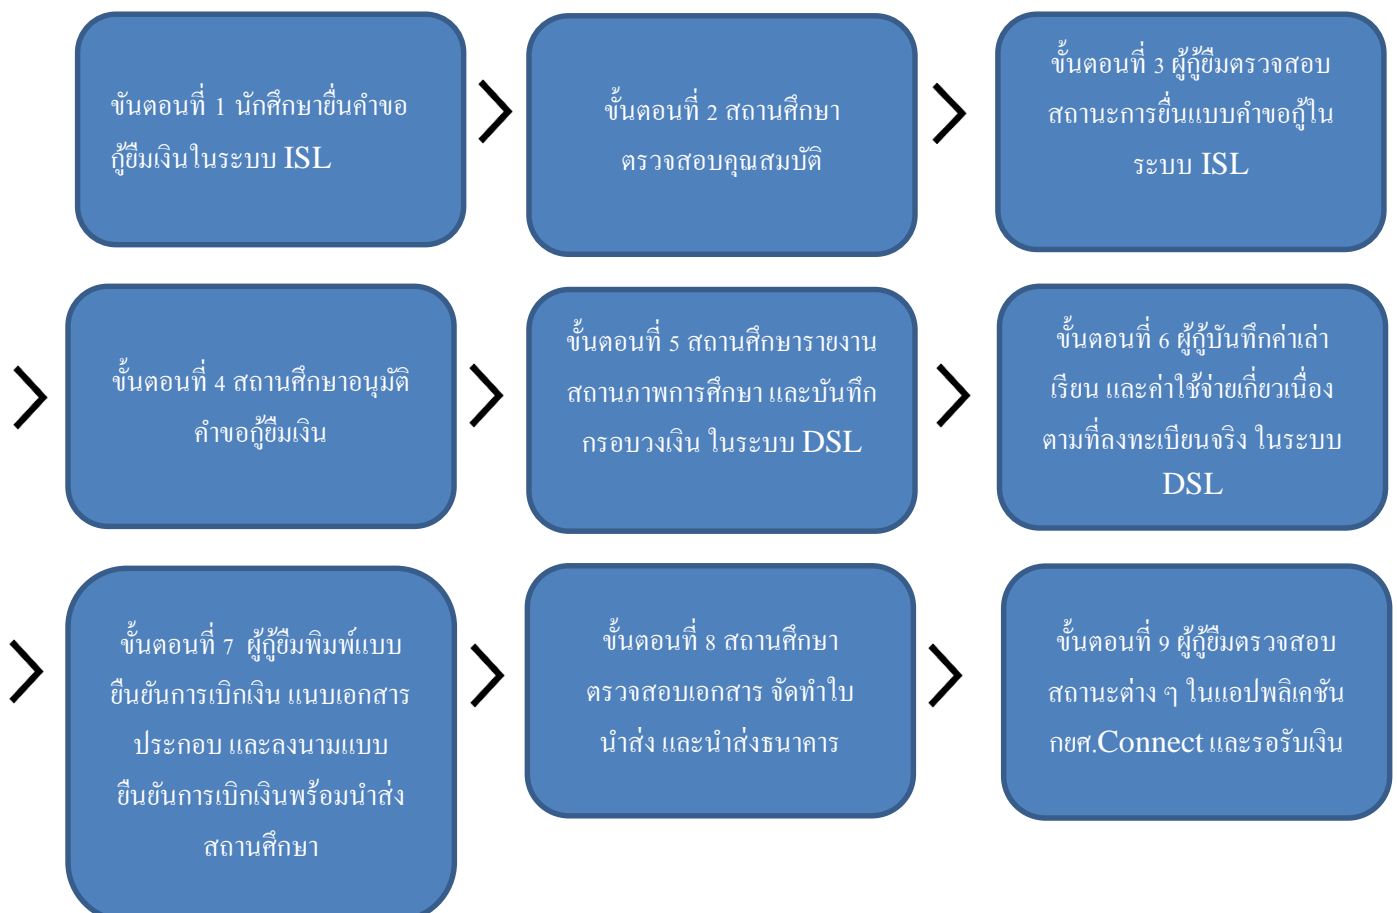 ขันตอนที่ 1 นักศึกษายื่นคำขอ
กู้ยืมเงินในระบบ ISL
ขั้นตอนที่ 2 สถานศึกษา
ตรวจสอบคุณสมบัติ
ขั้นตอนที่ 3 ผู้กู้ยืมตรวจสอบ
สถานะการยื่นแบบคำขอกู้ใน
ระบบ ISL
ขั้นตอนที่ 4 สถานศึกษาอนุมัติ
คำขอกู้ยืมเงิน
ขั้นตอนที่ 5 สถานศึกษารายงาน
สถานภาพการศึกษา และบันทึก
กรอบวงเงิน ในระบบ DSL
ขั้นตอนที่ 6 ผู้กู้บันทึกค่าเล่า
เรียน และค่าใช้จ่ายเกี่ยวเนื่อง
ตามที่ลงทะเบียนจริง ในระบบ
DSL
ขั้นตอนที่ 7 ผู้กู้ยืมพิมพ์แบบ
ยืนยันการเบิกเงิน แนบเอกสาร
ประกอบ และลงนามแบบ
ยืนยันการเบิกเงินพร้อมนำส่ง
สถานศึกษา
ขั้นตอนที่ 8 สถานศึกษา
ตรวจสอบเอกสาร จัดทำใบ
นำส่ง และนำส่งธนาคาร
ขั้นตอนที่ 9 ผู้กู้ยืมตรวจสอบ
สถานะต่าง ๆ ในแอปพลิเคชัน
กยศ.Connect และรอรับเงิน